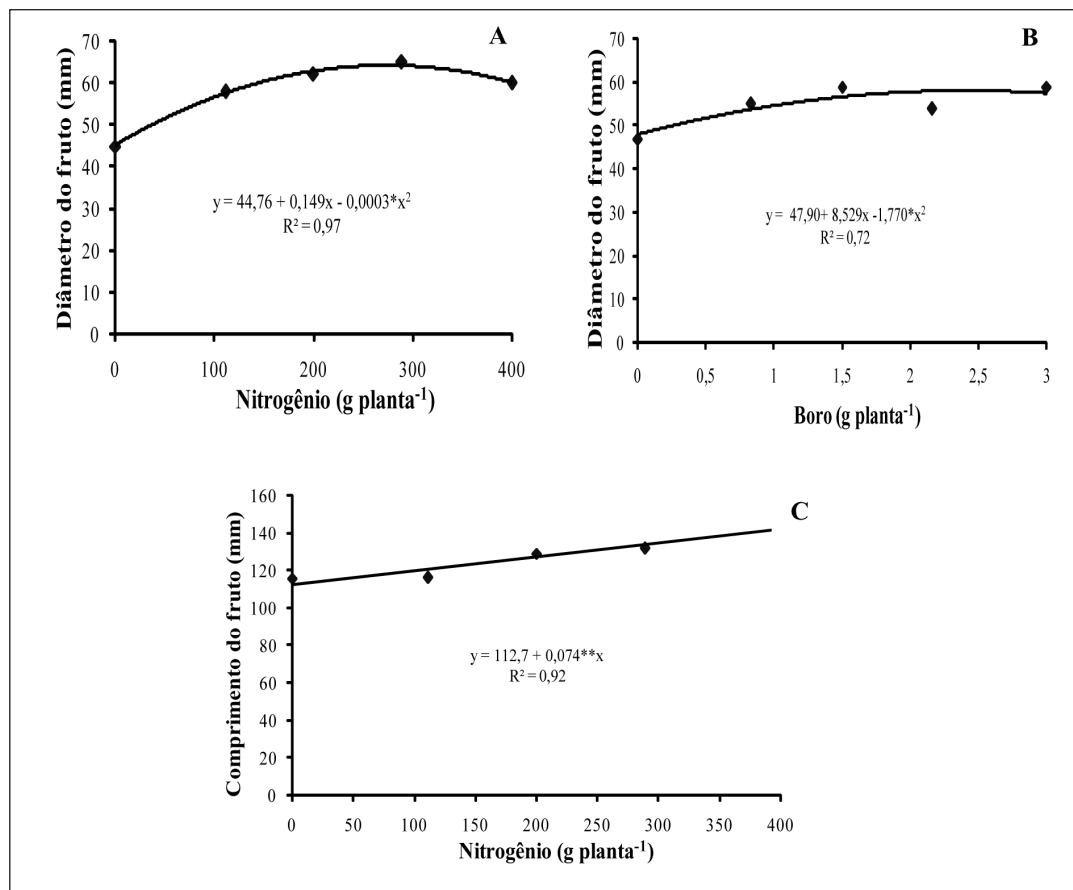 A
Diâmetro do fruto (mm)
70
60
50
40
30
20
10
0
y = 44,76 + 0,149x - 0,0003*x²
R² = 0,97
0 100 200 300 400
Nitrogênio (g planta⁻¹)
B
Diâmetro do fruto (mm)
70
60
50
40
30
20
10
0
y = 47,90+ 8,529x -1,770*x²
R² = 0,72
0 0,5 1 1,5 2 2,5 3
Boro (g planta⁻¹)
C
Comprimento do fruto (mm)
160
140
120
100
80
60
40
20
0
y = 112,7 + 0,074**x
R² = 0,92
0 50 100 150 200 250 300 350 400
Nitrogênio (g planta⁻¹)